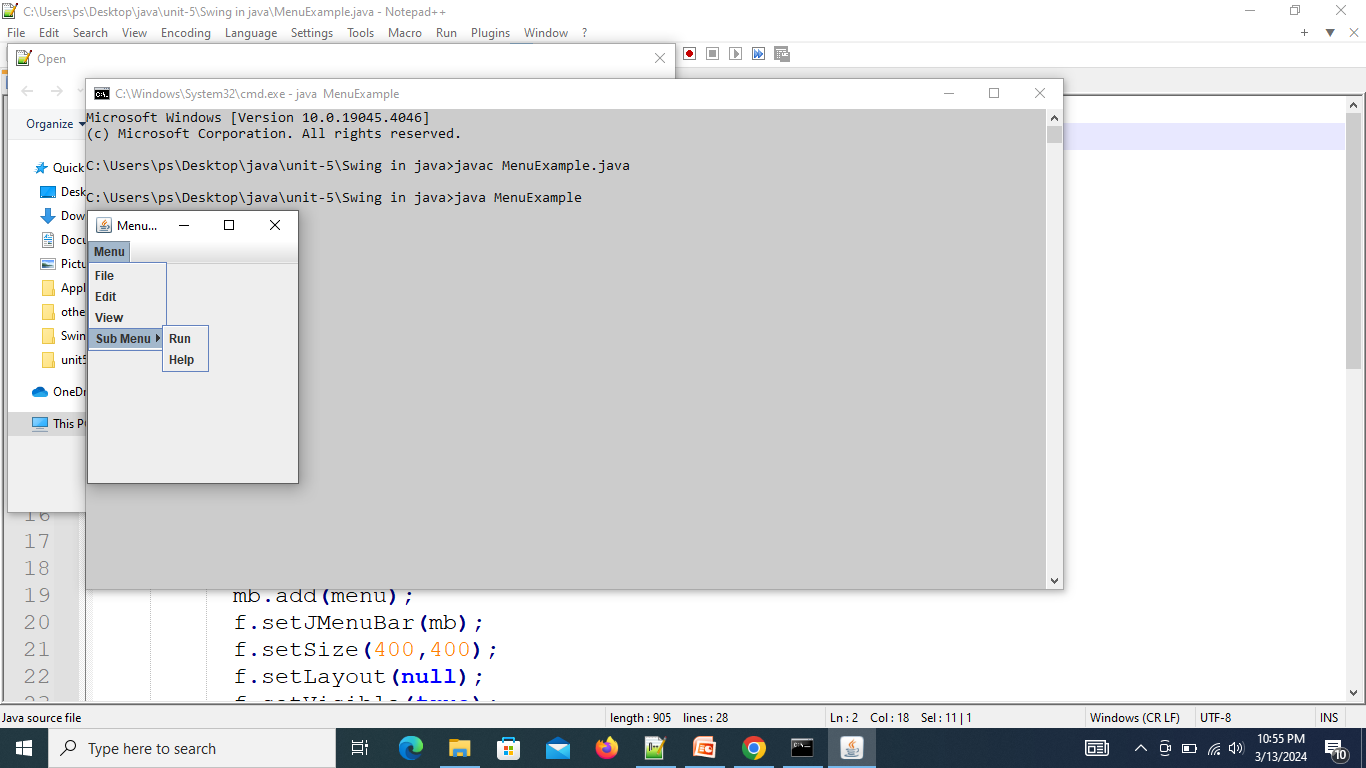 C:\Users\ps\Desktop\java\unit-5\Swing in java\MenuExample.java - Notepad++
File Edit Search View Encoding Language Settings Tools Macro Run Plugins Window ?
Open
Organize
Quick
Desk
Dow
Docu
Pictu
Appl
othe
Swin
unit5
OneDr
This P
C:\Windows\System32\cmd.exe - java MenuExample
Microsoft Windows [Version 10.0.19045.4046]
(c) Microsoft Corporation. All rights reserved.
C:\Users\ps\Desktop\java\unit-5\Swing in java>javac MenuExample.java
C:\Users\ps\Desktop\java\unit-5\Swing in java>java MenuExample
Menu...
Menu
File
Edit
View
Sub Menu
Run
Help
16
17
18
19 mb.add(menu);
20 f.setJMenuBar(mb);
21 f.setSize(400,400);
22 f.setLayout(null);
23 f.setVisible(true);
Java source file length : 905 lines : 28 Ln : 2 Col : 18 Sel : 11 | 1 Windows (CR LF) UTF-8 INS
Type here to search
10:55 PM
3/13/2024
10